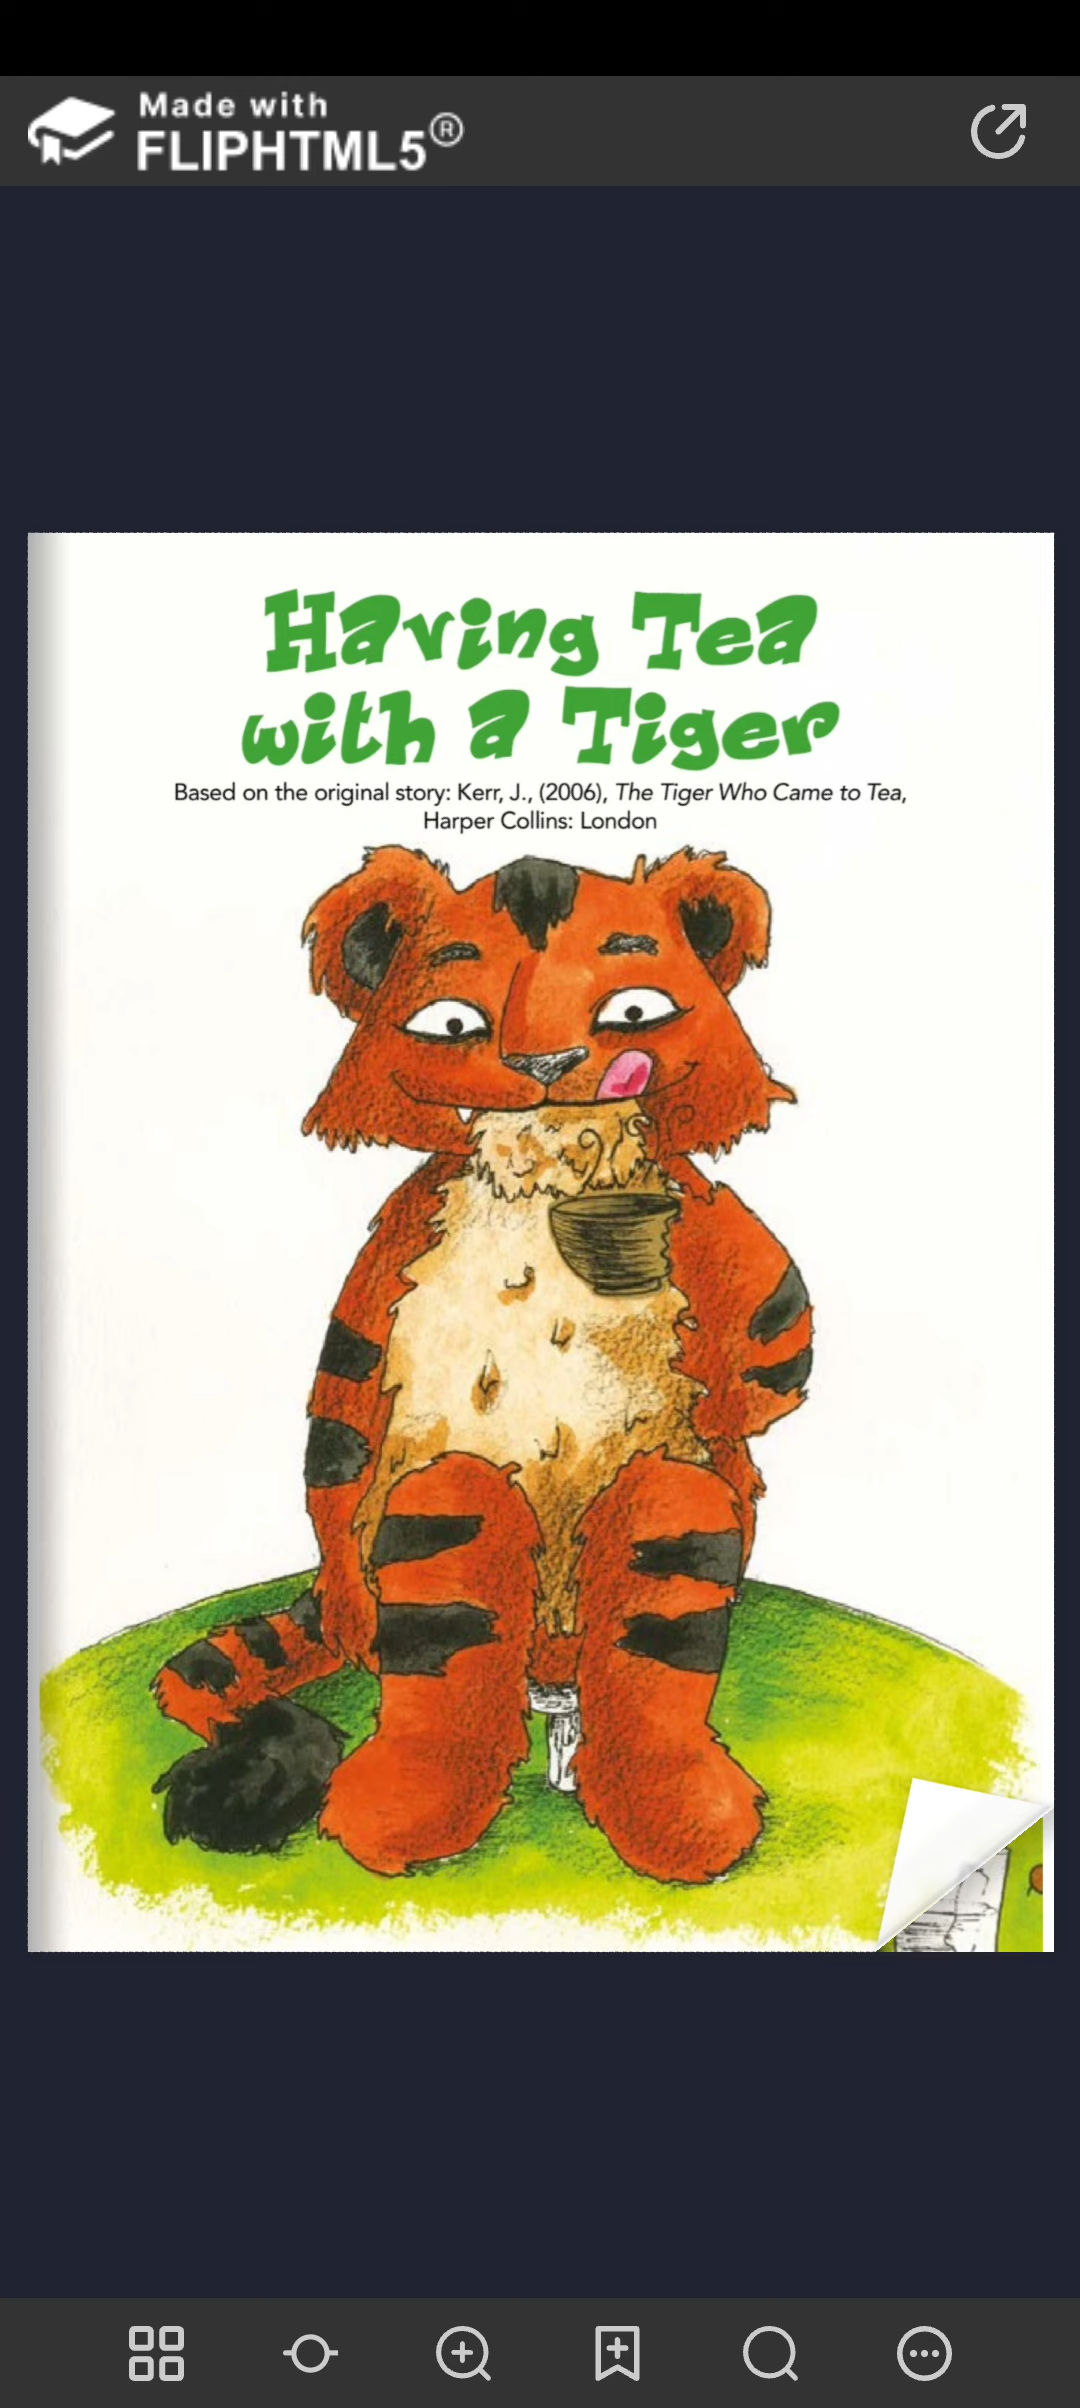 Made with
FLIPHTML5®
Having Tea
with a Tiger
Based on the original story: Kerr, J., (2006), The Tiger Who Came to Tea,
Harper Collins: London